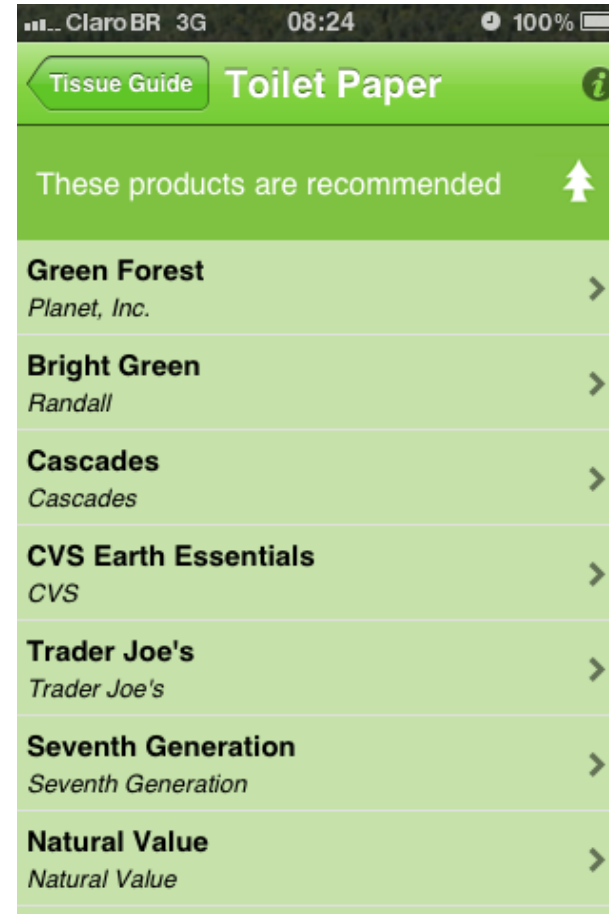 Claro BR 3G 08:24 100%
Tissue Guide Toilet Paper i
These products are recommended
Green Forest
Planet, Inc.
Bright Green
Randall
Cascades
Cascades
CVS Earth Essentials
CVS
Trader Joe's
Trader Joe's
Seventh Generation
Seventh Generation
Natural Value
Natural Value